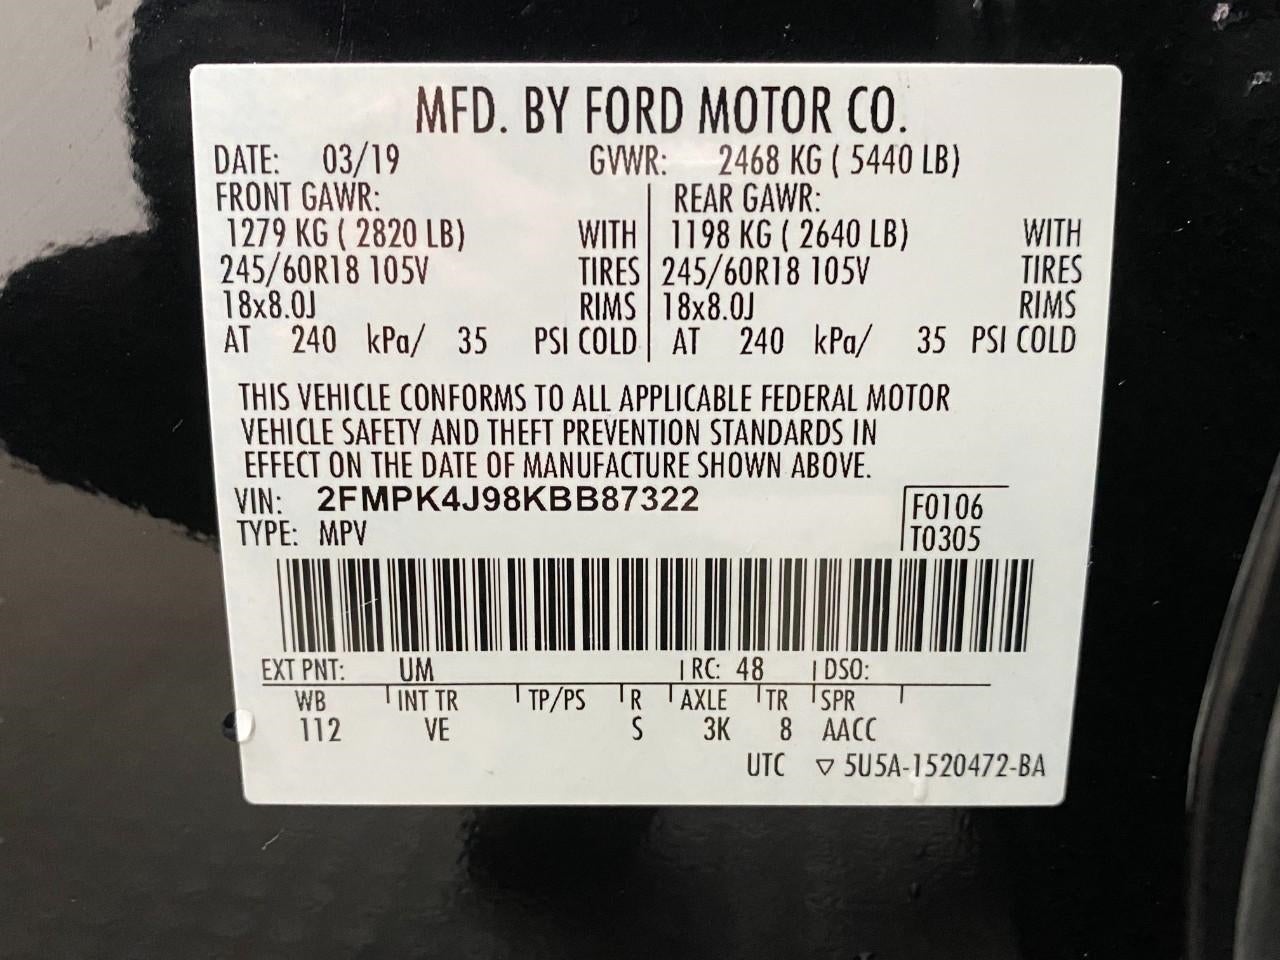 MFD. BY FORD MOTOR CO.
DATE: 03/19 GVWR: 2468 KG ( 5440 LB)
FRONT GAWR: REAR GAWR:
1279 KG ( 2820 LB) WITH 1198 KG ( 2640 LB) WITH
245/60R18 105V TIRES 245/60R18 105V TIRES
18x8.0J RIMS 18x8.0J RIMS
AT 240 kPa/ 35 PSI COLD AT 240 kPa/ 35 PSI COLD
THIS VEHICLE CONFORMS TO ALL APPLICABLE FEDERAL MOTOR
VEHICLE SAFETY AND THEFT PREVENTION STANDARDS IN
EFFECT ON THE DATE OF MANUFACTURE SHOWN ABOVE.
VIN: 2FMPK4J98KBB87322 F0106
TYPE: MPV T0305
EXT PNT: UM RC: 48 DSO:
WB INT TR TP/PS R AXLE TR SPR
112 VE S 3K 8 AACC
UTC ▽ 5U5A-1520472-BA